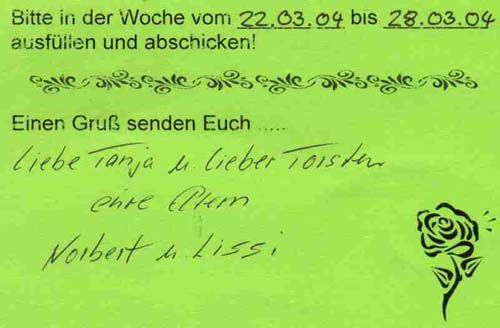 Bitte in der Woche vom 22.03.04 bis 28.03.04
ausfüllen und abschicken!
Einen Gruß senden Euch .....
Liebe Tanja u. lieber Torsten
eure Eltern
Norbert u. Lissi